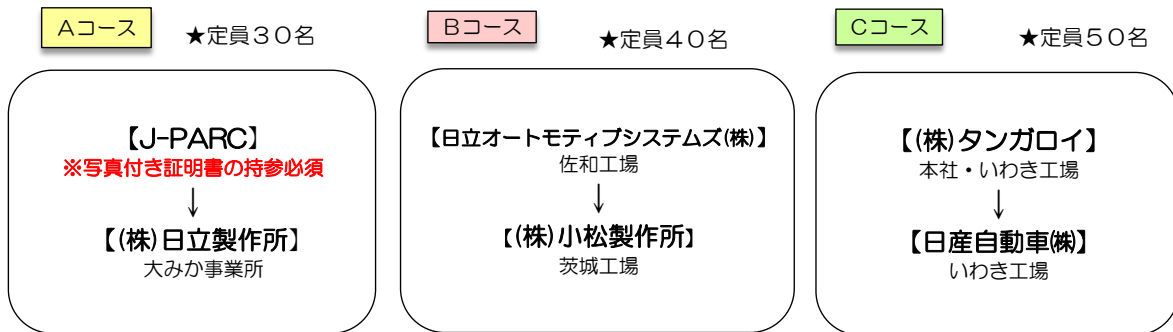 Aコース ★定員30名
【J-PARC】
※写真付き証明書の持参必須
↓
【(株)日立製作所】
大みか事業所
Bコース ★定員40名
【日立オートモティブシステムズ(株)】
佐和工場
↓
【(株)小松製作所】
茨城工場
Cコース ★定員50名
【(株)タンガロイ】
本社・いわき工場
↓
【日産自動車㈱】
いわき工場